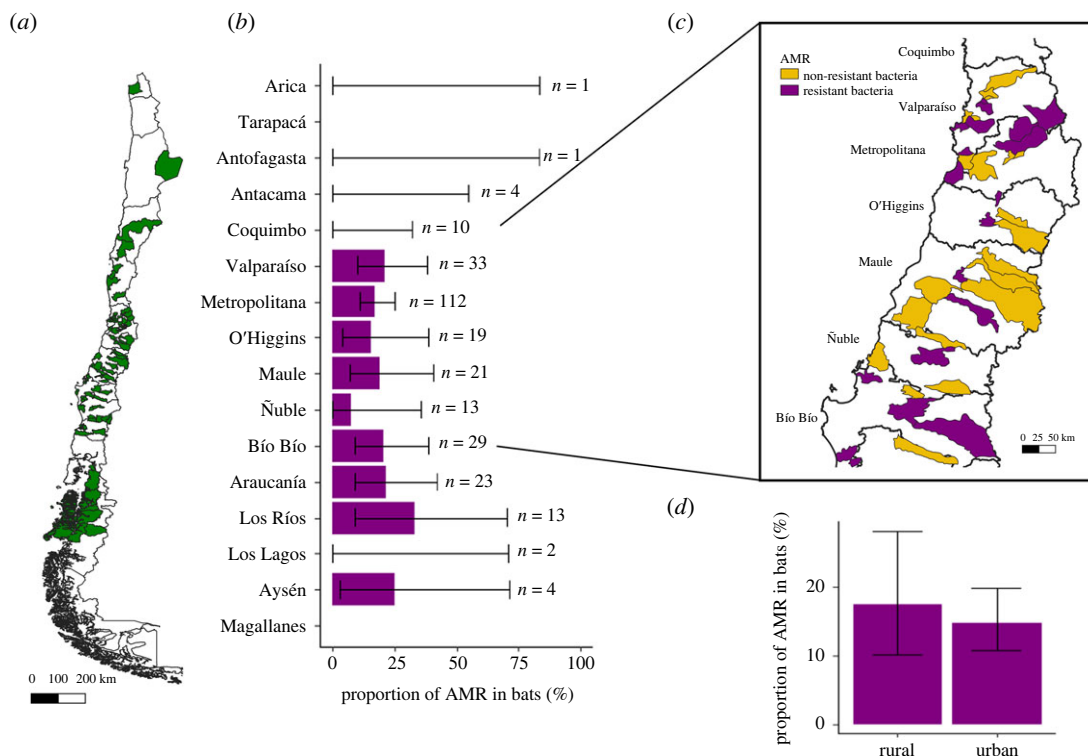 (a)
0 100 200 km
(b)
Arica
n = 1
Tarapacá
Antofagasta
n = 1
Antacama
n = 4
Coquimbo
n = 10
Valparaíso
n = 33
Metropolitana
n = 112
O'Higgins
n = 19
Maule
n = 21
Ñuble
n = 13
Bío Bío
n = 29
Araucanía
n = 23
Los Ríos
n = 13
Los Lagos
n = 2
Aysén
n = 4
Magallanes
0 25 50 75 100
proportion of AMR in bats (%)
(c)
AMR
non-resistant bacteria
resistant bacteria
Coquimbo
Valparaíso
Metropolitana
O'Higgins
Maule
Ñuble
Bío Bío
0 25 50 km
(d)
proportion of AMR in bats (%)
20
10
0
rural urban